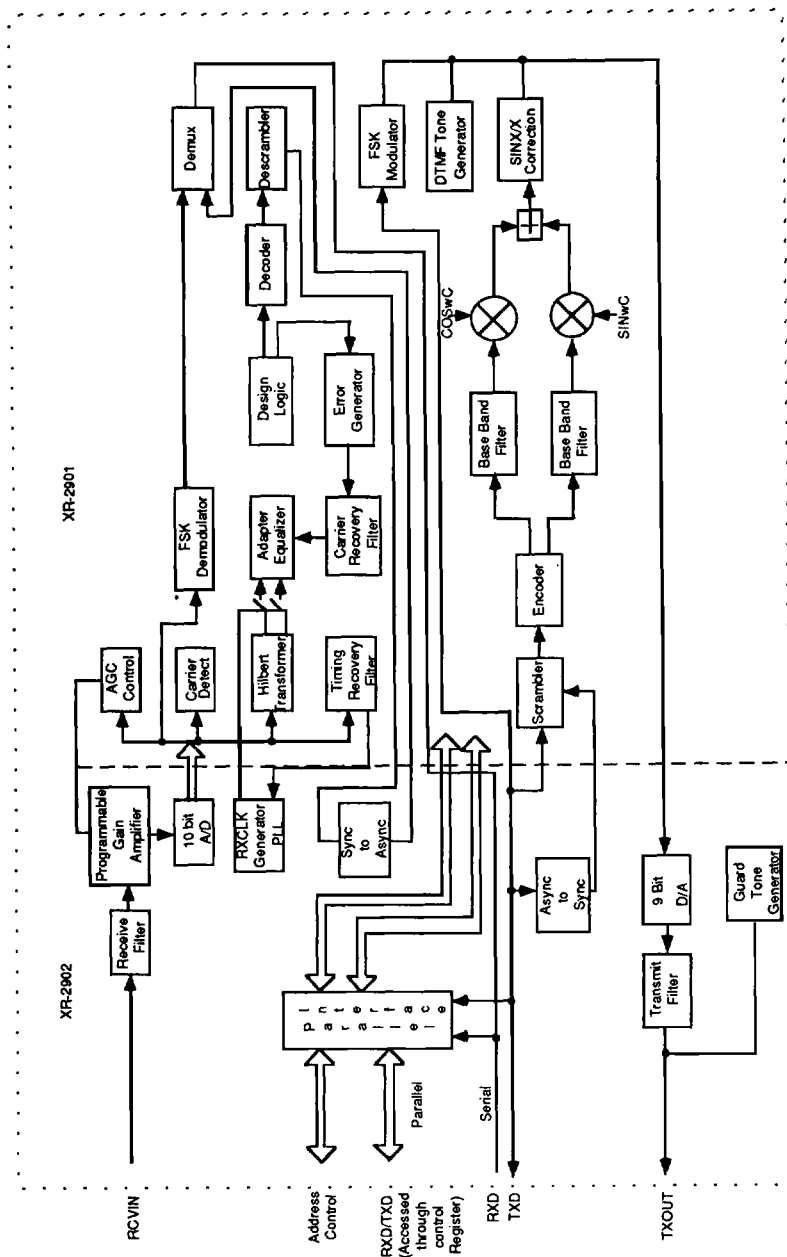 XR-2901
XR-2902
Demux
Descrambler
Decoder
Design
Logic
Error
Generator
FSK
Demodulator
Adapter
Equalizer
Carrier
Recovery
Filter
AGC
Control
Carrier
Detect
Hilbert
Transformer
Timing
Recovery
Filter
Programmable
Gain
Amplifier
10 bit
A/D
RXCLK
Generator
PLL
Sync
to
Async
Receive
Filter
FSK
Modulator
DTMF Tone
Generator
SINX/X
Correction
COSwC
SINwC
Base Band
Filter
Base Band
Filter
Encoder
Scrambler
Async
to
Sync
9 Bit
D/A
Guard
Tone
Generator
Transmit
Filter
P I
a n
r t
a e
l r
l f
e a
l c
e
Parallel
Serial
RCVIN
Address
Control
RXD/TXD
(Accessed
through
control
Register)
RXD
TXD
TXOUT